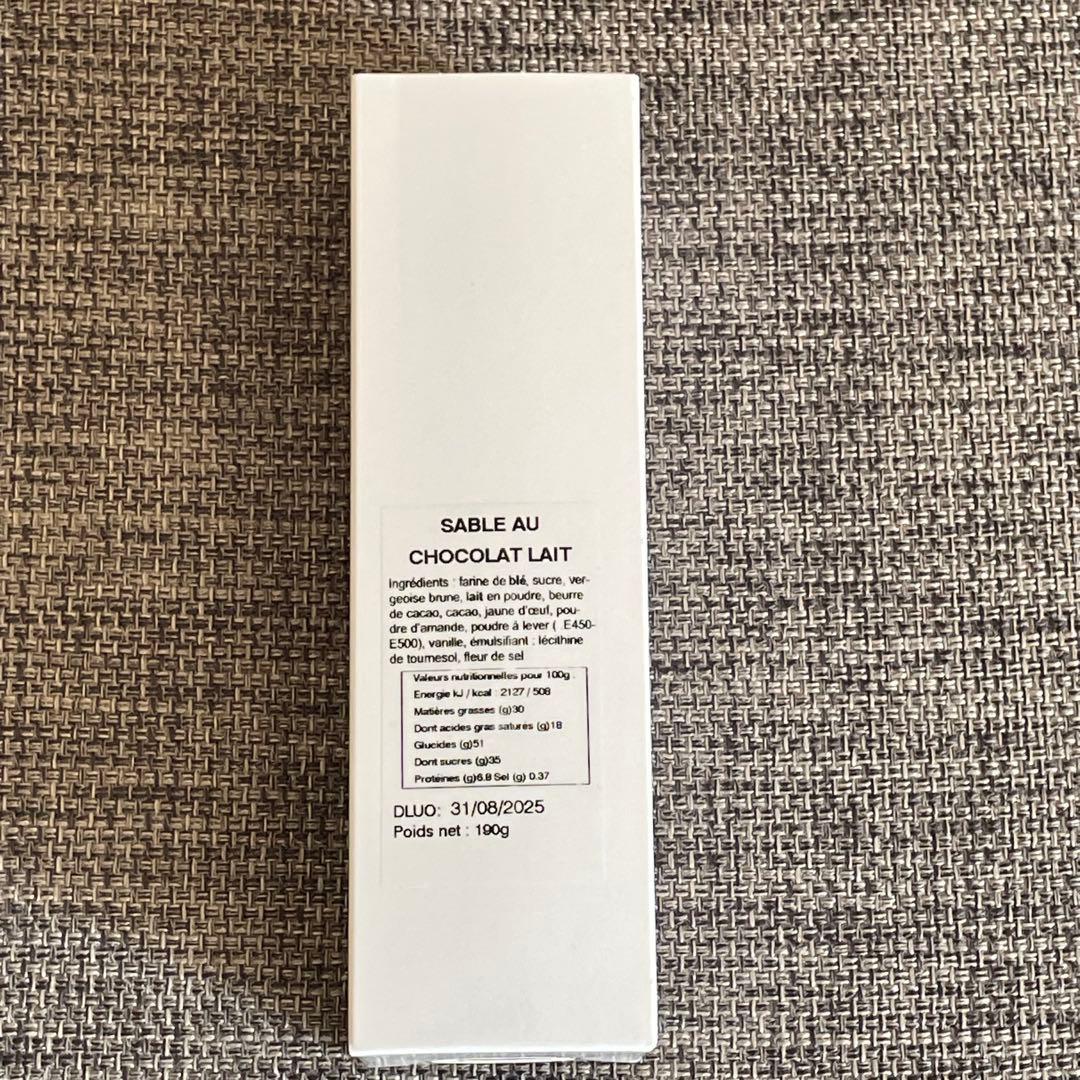 SABLE AU
CHOCOLAT LAIT
Ingrédients : farine de blé, sucre, ver-
geoise brune, lait en poudre, beurre
de cacao, cacao, jaune d'œuf, pou-
dre d'amande, poudre à lever ( E450-
E500), vanille, émulsifiant : lécithine
de tournesol, fleur de sel
Valeurs nutritionnelles pour 100g :
Energie kJ / kcal : 2127 / 508
Matières grasses (g)30
Dont acides gras saturés (g)18
Glucides (g)51
Dont sucres (g)35
Protéines (g)6.8 Sel (g) 0.37
DLUO: 31/08/2025
Poids net : 190g